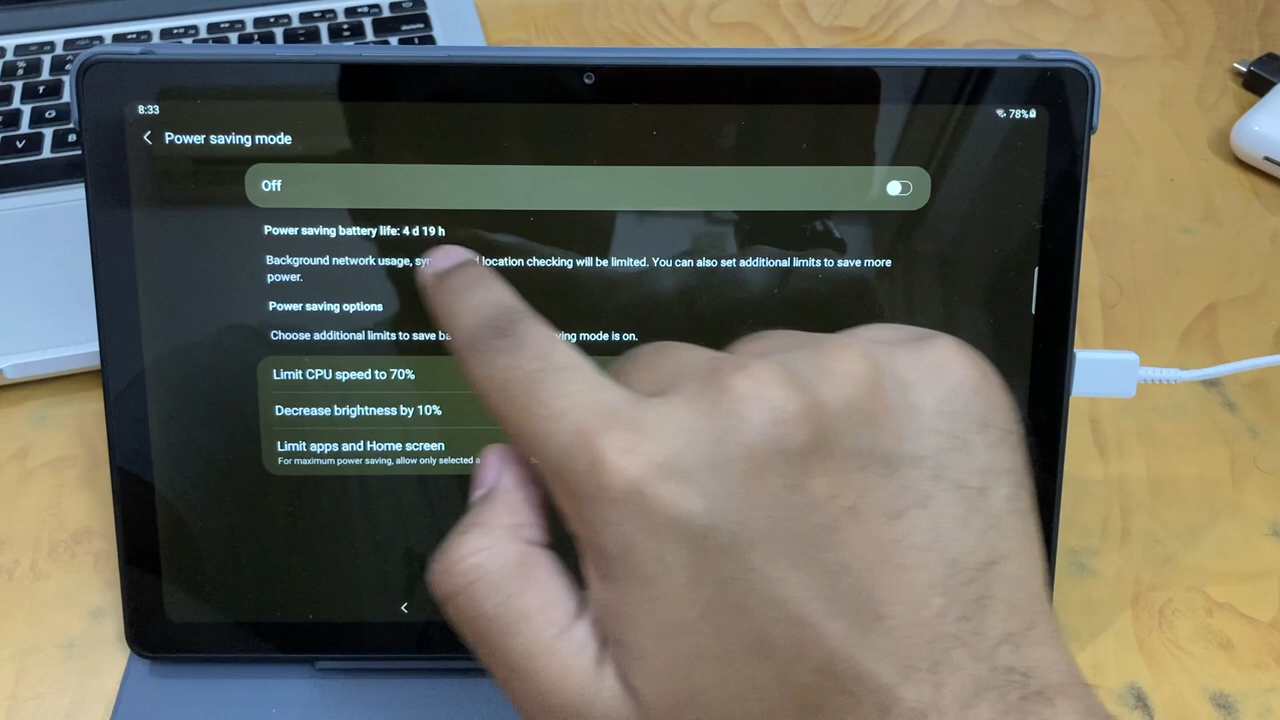 8:33
78%
Power saving mode
Off
Power saving battery life: 4 d 19 h
Background network usage, location checking will be limited. You can also set additional limits to save more
power.
Power saving options
Choose additional limits to save mode is on.
Limit CPU speed to 70%
Decrease brightness by 10%
Limit apps and Home screen
For maximum power saving, allow only selected
T
V